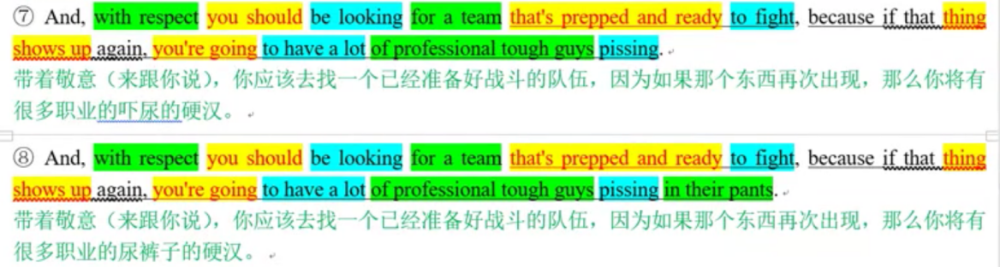 ⑦ And, with respect you should be looking for a team that's prepped and ready to fight, because if that thing
shows up again, you're going to have a lot of professional tough guys pissing.
带着敬意（来跟你说），你应该去找一个已经准备好战斗的队伍，因为如果那个东西再次出现，那么你将有
很多职业的吓尿的硬汉。
⑧ And, with respect you should be looking for a team that's prepped and ready to fight, because if that thing
shows up again, you're going to have a lot of professional tough guys pissing in their pants.
带着敬意（来跟你说），你应该去找一个已经准备好战斗的队伍，因为如果那个东西再次出现，那么你将有
很多职业的尿裤子的硬汉。